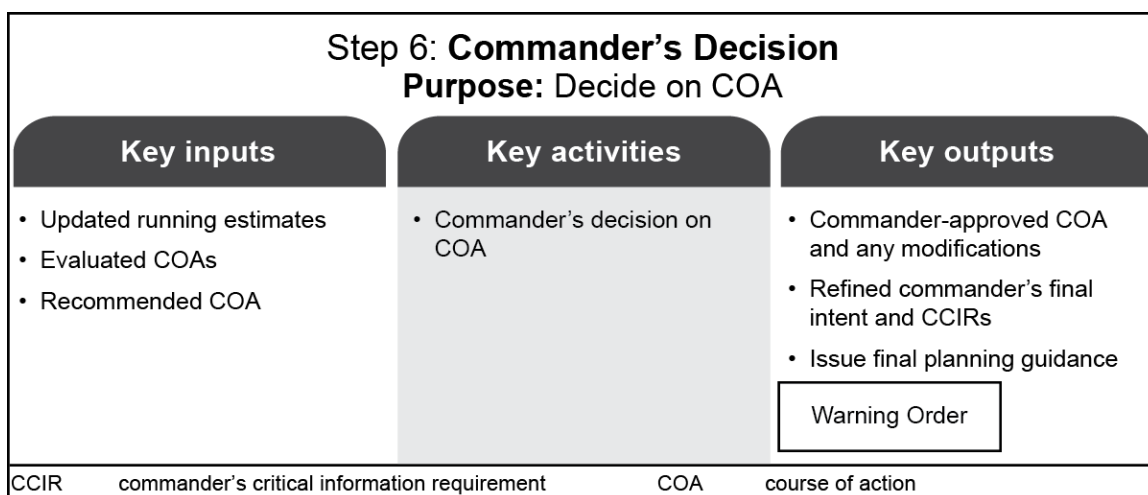 Step 6: Commander’s Decision
Purpose: Decide on COA
Key inputs
• Updated running estimates
• Evaluated COAs
• Recommended COA
Key activities
• Commander’s decision on
COA
Key outputs
• Commander-approved COA
and any modifications
• Refined commander’s final
intent and CCIRs
• Issue final planning guidance
Warning Order
CCIR commander’s critical information requirement COA course of action